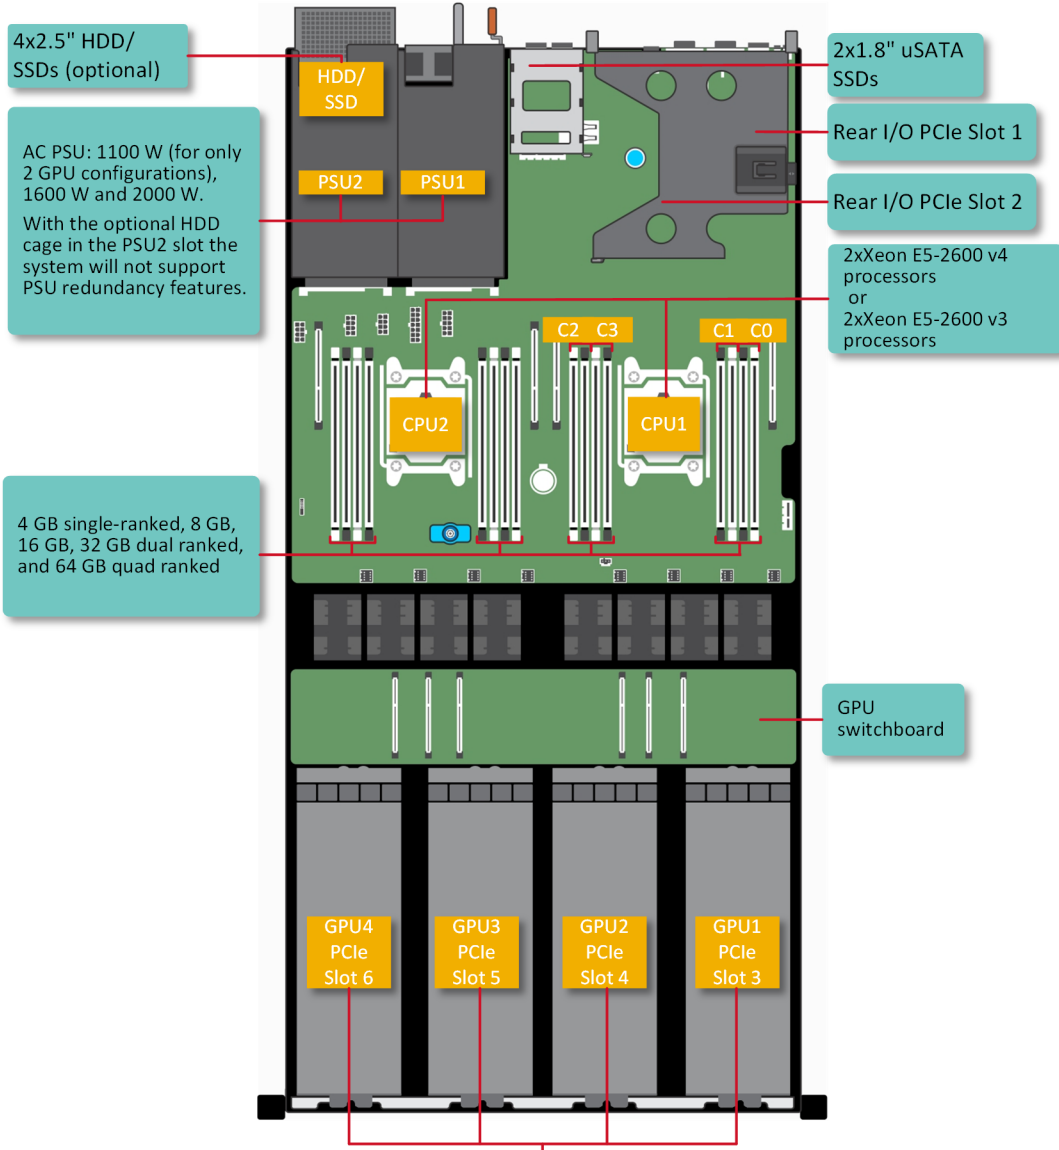 4x2.5" HDD/
SSDs (optional)
HDD/
SSD
2x1.8" uSATA
SSDs
AC PSU: 1100 W (for only
2 GPU configurations),
1600 W and 2000 W.
With the optional HDD
cage in the PSU2 slot the
system will not support
PSU redundancy features.
PSU2
PSU1
Rear I/O PCIe Slot 1
Rear I/O PCIe Slot 2
2xXeon E5-2600 v4
processors
or
2xXeon E5-2600 v3
processors
C2 C3
C1 C0
CPU2
CPU1
4 GB single-ranked, 8 GB,
16 GB, 32 GB dual ranked,
and 64 GB quad ranked
GPU
switchboard
GPU4
PCIe
Slot 6
GPU3
PCIe
Slot 5
GPU2
PCIe
Slot 4
GPU1
PCIe
Slot 3